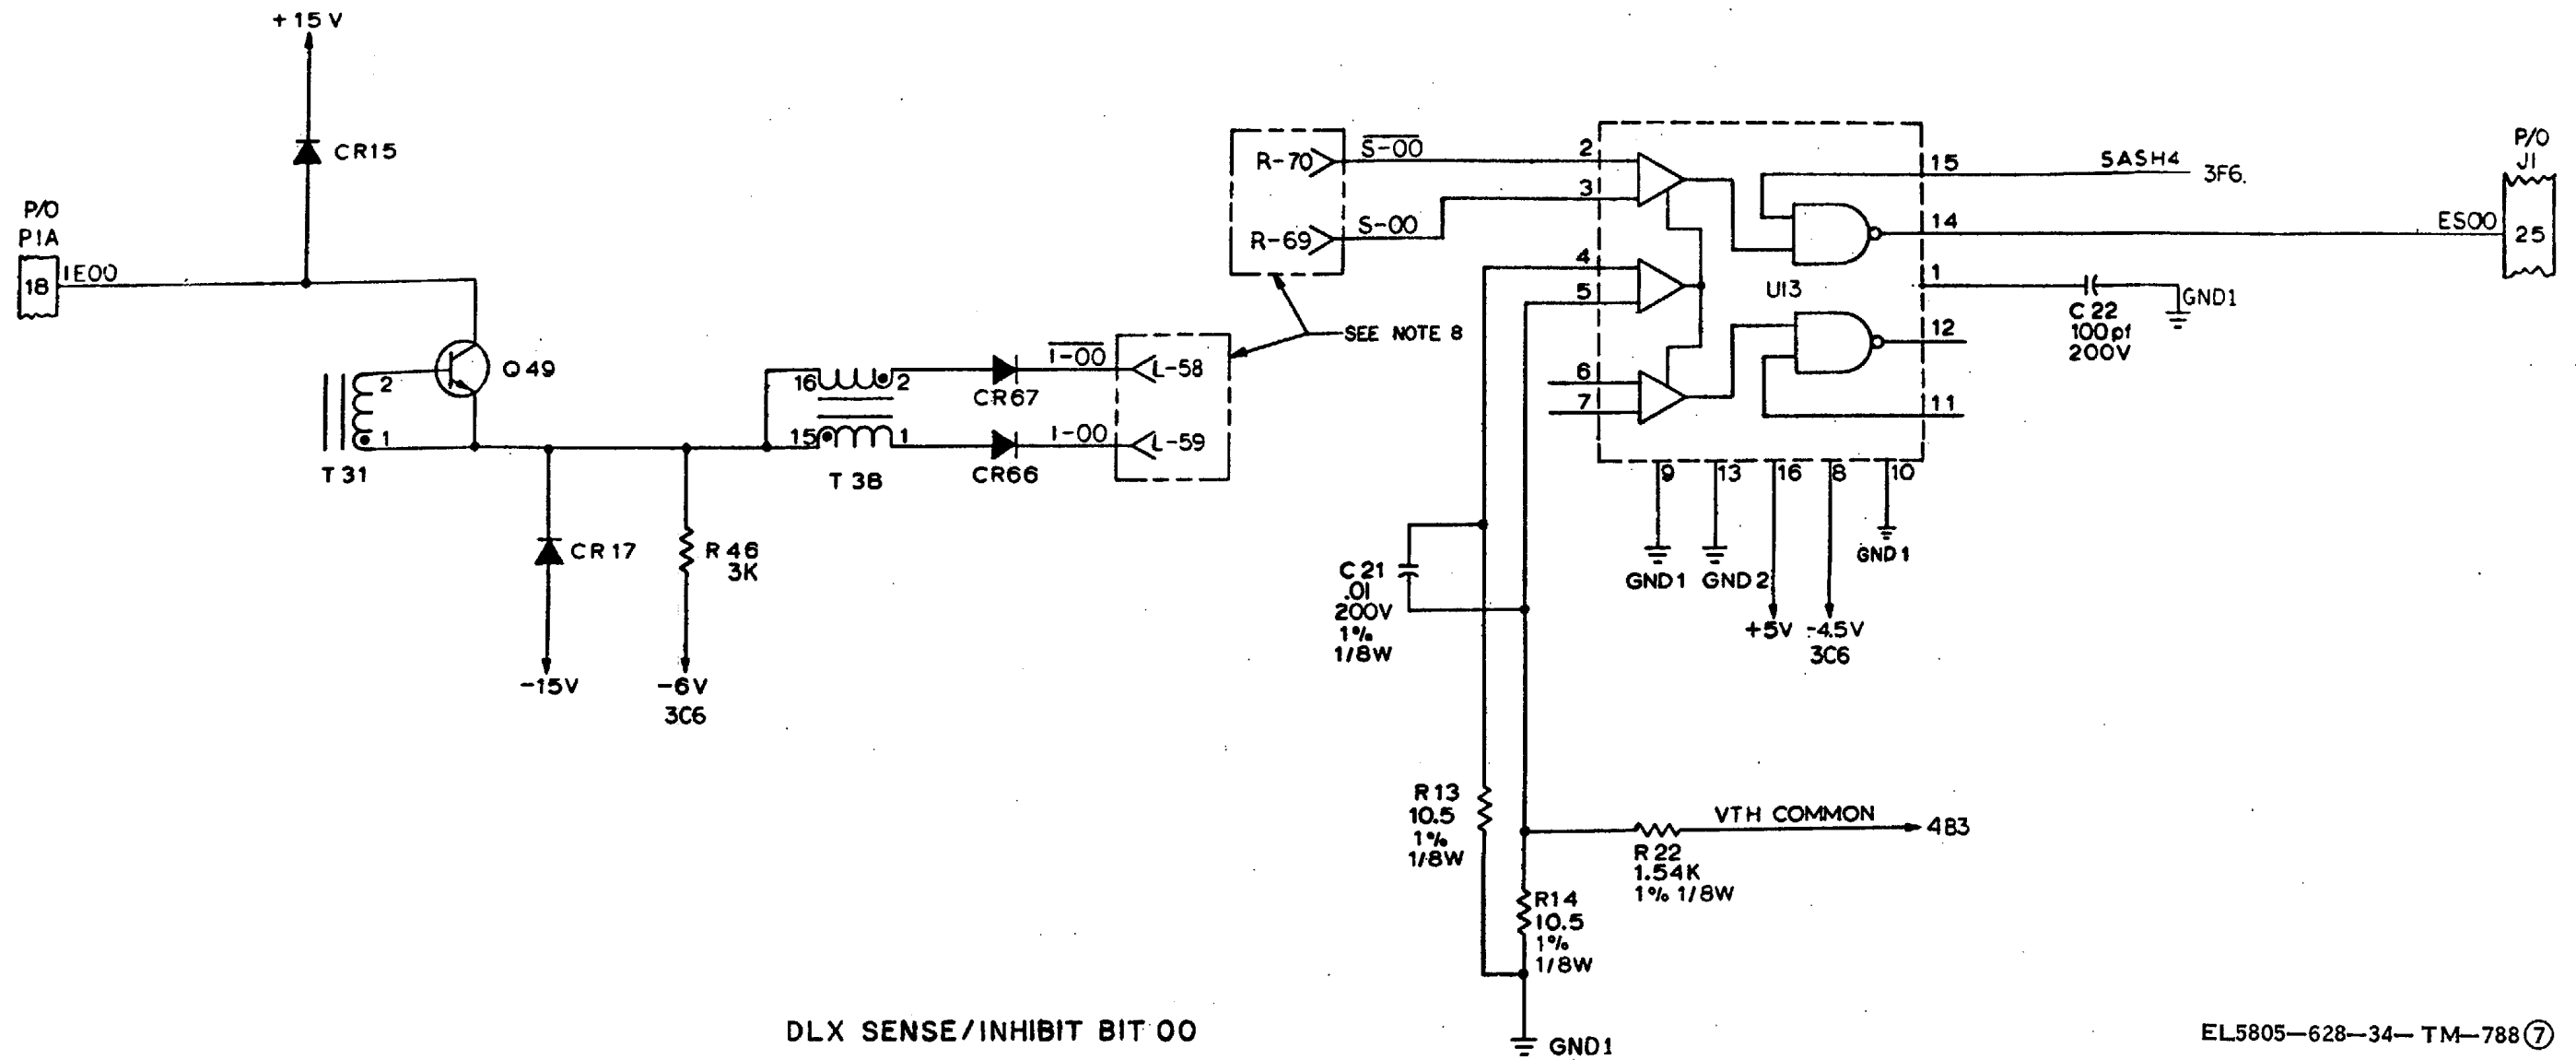 +15V
CR15
P/O
P1A
18
IE00
Q49
2
1
T31
CR17
-15V
R46
3K
-6V
3C6
16
2
15
1
T38
CR67
CR66
I-00
I-00
L-58
L-59
SEE NOTE 8
R-70
R-69
S-00
S-00
2
3
4
5
6
7
U13
15
14
1
12
11
SASH4
3F6.
ES00
P/O
J1
25
C22
100pf
200V
GND1
9
13
16
8
10
GND1
GND2
+5V
-4.5V
3C6
GND1
C21
.01
200V
1%
1/8W
R13
10.5
1%
1/8W
VTH COMMON
4B3
R22
1.54K
1% 1/8W
R14
10.5
1%
1/8W
GND1
DLX SENSE/INHIBIT BIT 00
EL5805-628-34-TM-788 7